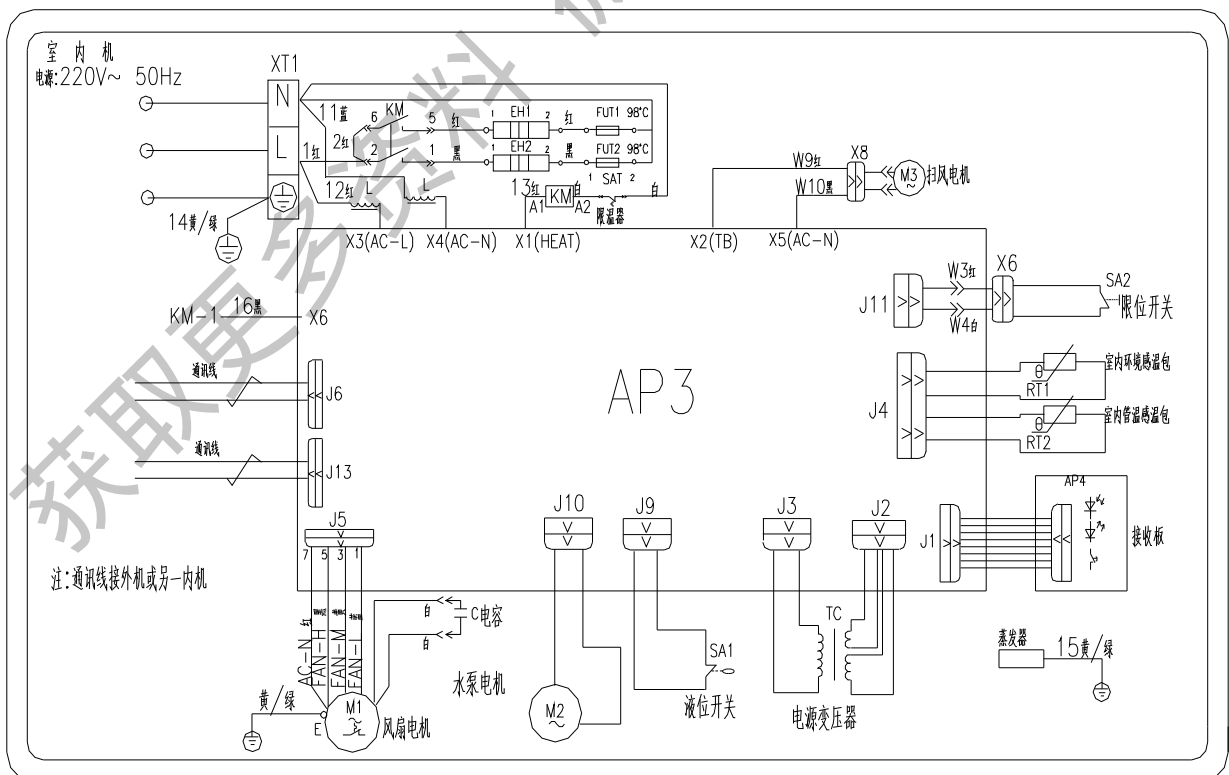 室内机
电源:220V~ 50Hz
XT1
N
L
11蓝
6
KM
5
红
1
EH1
2
红
FUT1 98°C
2红
1红
2
1
黑
1
EH2
2
黑
FUT2 98°C
12红
L
L
13红
A1
KM
白
A2
1 SAT 2
限温器
白
14黄/绿
X3(AC-L)
X4(AC-N)
X1(HEAT)
X2(TB)
X5(AC-N)
W9红
W10黑
X8
M3
~
扫风电机
KM-1
16黑
X6
J11
W3红
W4白
X6
SA2
限位开关
通讯线
J6
通讯线
J13
AP3
J4
θ
RT1
室内环境感温包
θ
RT2
室内管温感温包
J5
7 5 3 1
J10
J9
J3
J2
J1
AP4
接收板
注:通讯线接外机或另一内机
AC-N
红
FAN-H
FAN-M
FAN-L
白
白
C电容
黄/绿
E
M1
~
风扇电机
水泵电机
M2
~
SA1
液位开关
TC
电源变压器
蒸发器
15黄/绿
获取更多资料